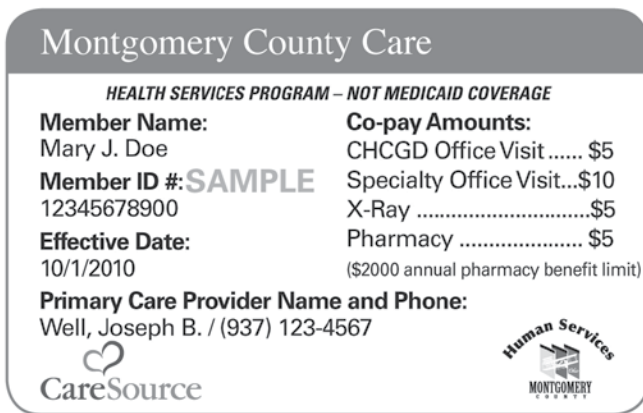 Montgomery County Care
HEALTH SERVICES PROGRAM – NOT MEDICAID COVERAGE
Member Name:
Mary J. Doe
Member ID #: SAMPLE
12345678900
Effective Date:
10/1/2010
Co-pay Amounts:
CHCGD Office Visit ...... $5
Specialty Office Visit...$10
X-Ray ............................$5
Pharmacy ..................... $5
($2000 annual pharmacy benefit limit)
Primary Care Provider Name and Phone:
Well, Joseph B. / (937) 123-4567
CareSource
Human Services
MONTGOMERY
COUNTY